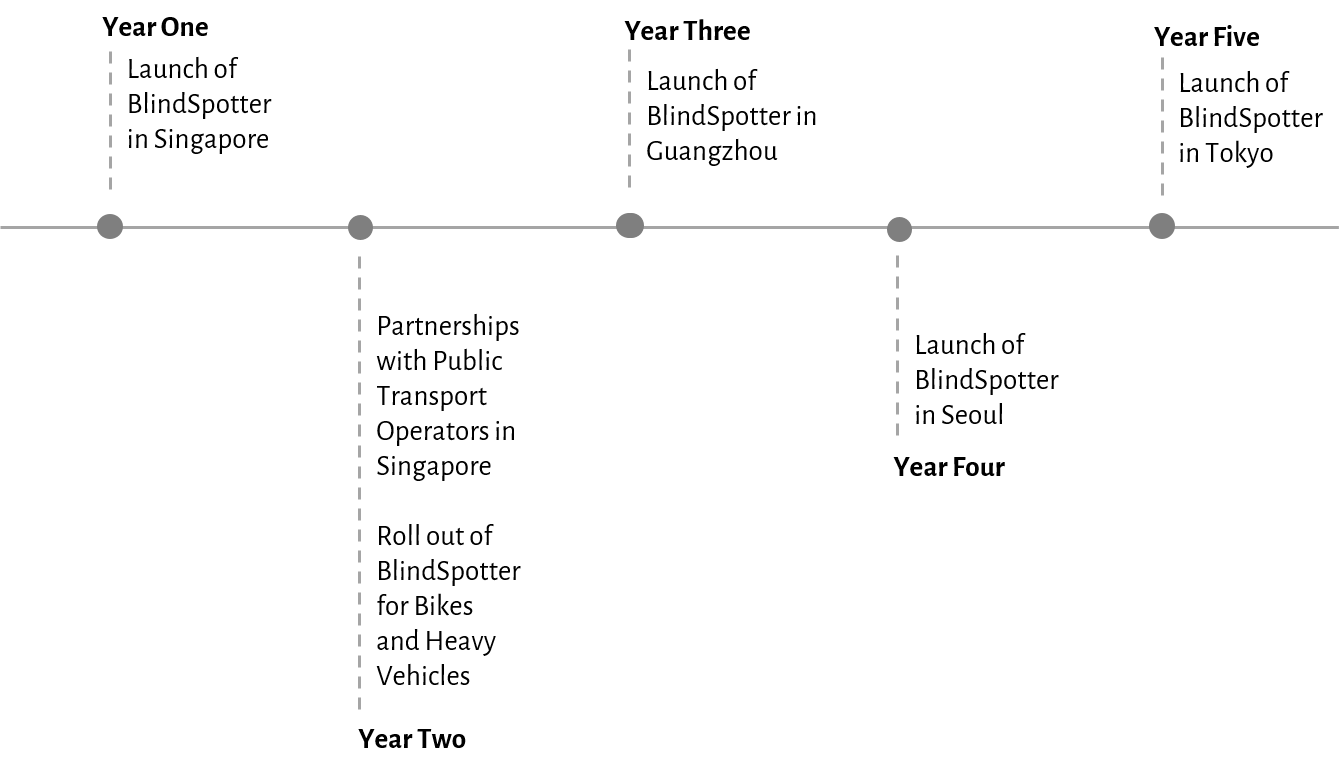 Year One
Launch of
BlindSpotter
in Singapore
Partnerships
with Public
Transport
Operators in
Singapore
Roll out of
BlindSpotter
for Bikes
and Heavy
Vehicles
Year Two
Year Three
Launch of
BlindSpotter in
Guangzhou
Launch of
BlindSpotter
in Seoul
Year Four
Year Five
Launch of
BlindSpotter
in Tokyo